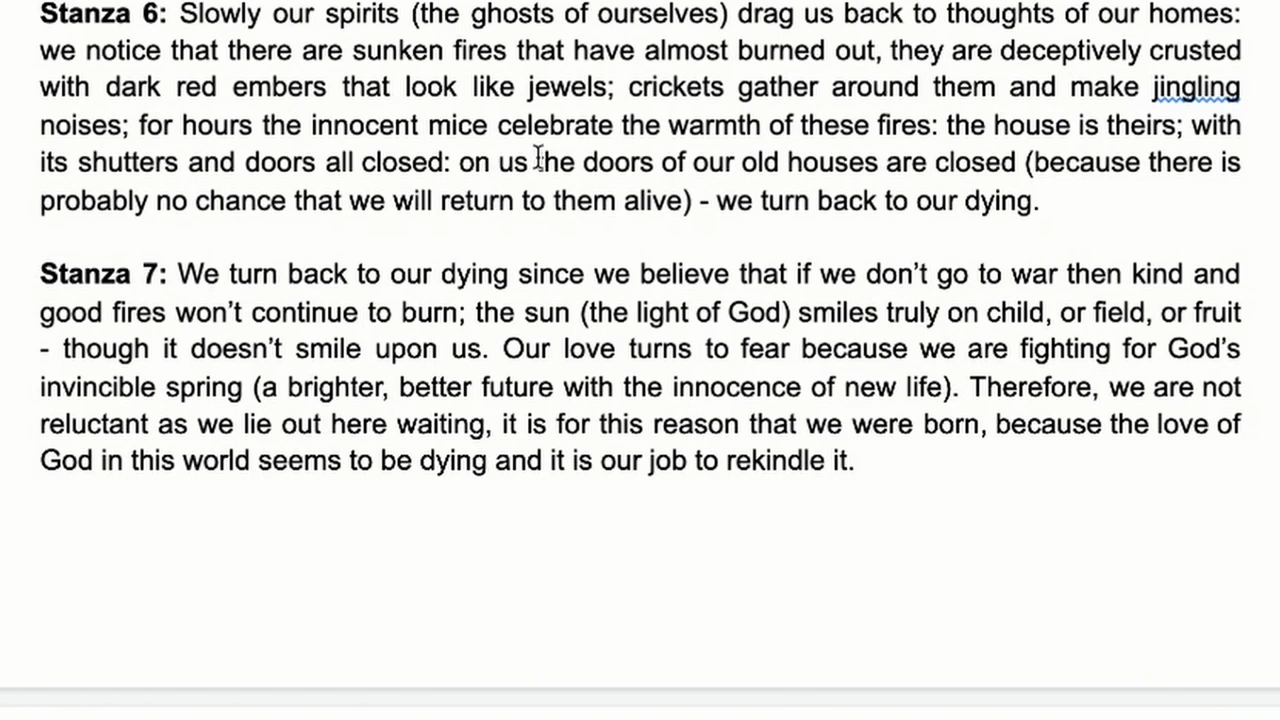 Stanza 6: Slowly our spirits (the ghosts of ourselves) drag us back to thoughts of our homes:
we notice that there are sunken fires that have almost burned out, they are deceptively crusted
with dark red embers that look like jewels; crickets gather around them and make jingling
noises; for hours the innocent mice celebrate the warmth of these fires: the house is theirs; with
its shutters and doors all closed: on us the doors of our old houses are closed (because there is
probably no chance that we will return to them alive) - we turn back to our dying.
Stanza 7: We turn back to our dying since we believe that if we don’t go to war then kind and
good fires won’t continue to burn; the sun (the light of God) smiles truly on child, or field, or fruit
- though it doesn’t smile upon us. Our love turns to fear because we are fighting for God’s
invincible spring (a brighter, better future with the innocence of new life). Therefore, we are not
reluctant as we lie out here waiting, it is for this reason that we were born, because the love of
God in this world seems to be dying and it is our job to rekindle it.